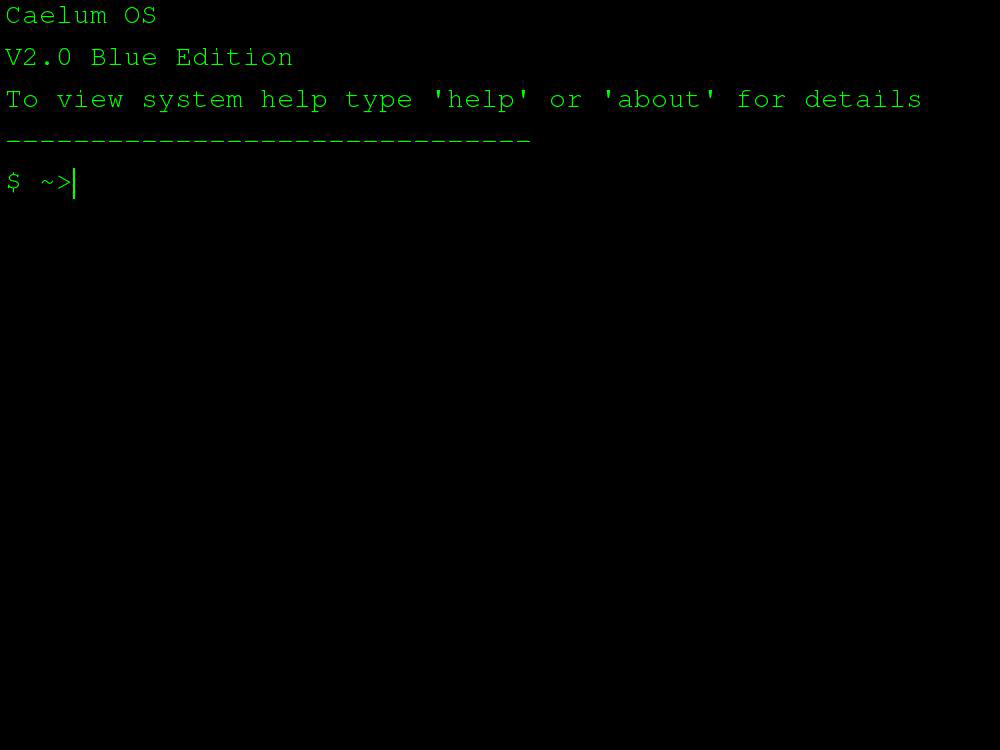 Caelum OS
V2.0 Blue Edition
To view system help type 'help' or 'about' for details
-------------------------------
$ ~>